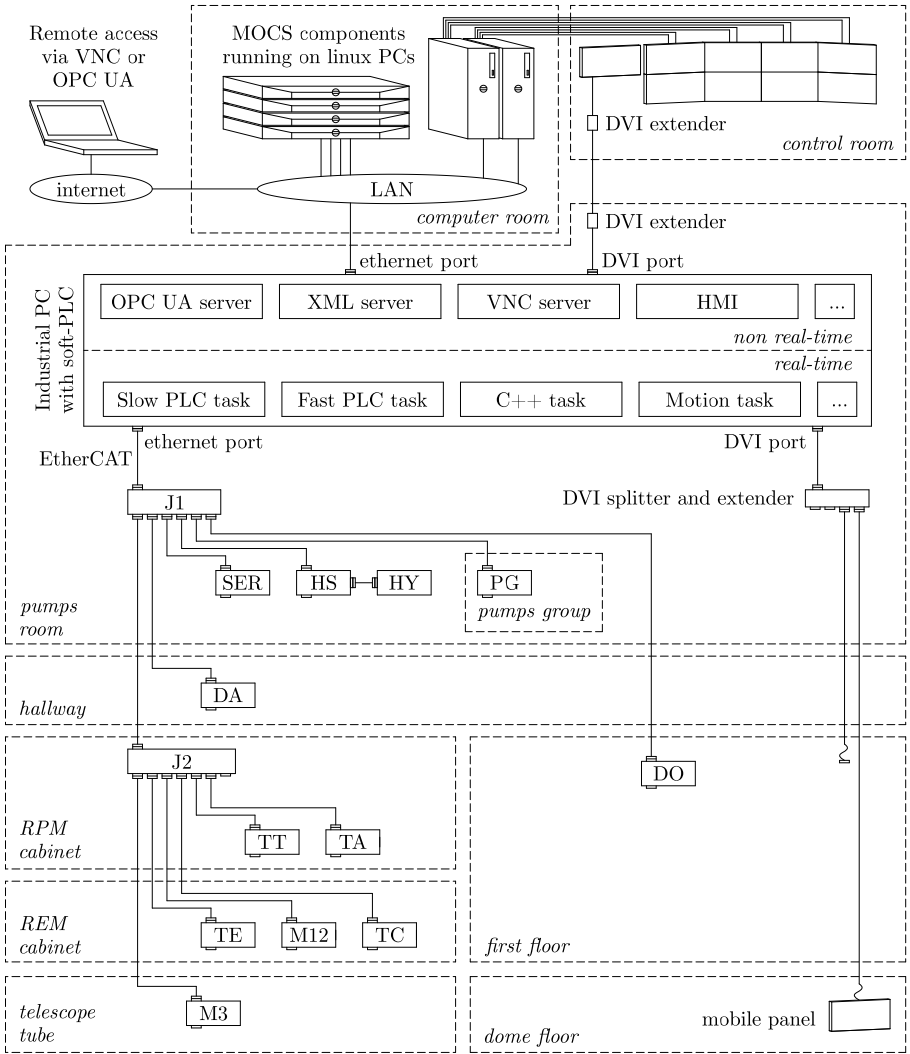 Remote access
via VNC or
OPC UA
MOCS components
running on linux PCs
DVI extender
control room
internet
LAN
computer room
DVI extender
ethernet port
DVI port
Industrial PC
with soft-PLC
OPC UA server
XML server
VNC server
HMI
...
non real-time
real-time
Slow PLC task
Fast PLC task
C++ task
Motion task
...
ethernet port
DVI port
EtherCAT
J1
DVI splitter and extender
SER
HS
HY
PG
pumps group
pumps
room
DA
hallway
J2
DO
TT
TA
RPM
cabinet
TE
M12
TC
REM
cabinet
first floor
M3
telescope
tube
mobile panel
dome floor